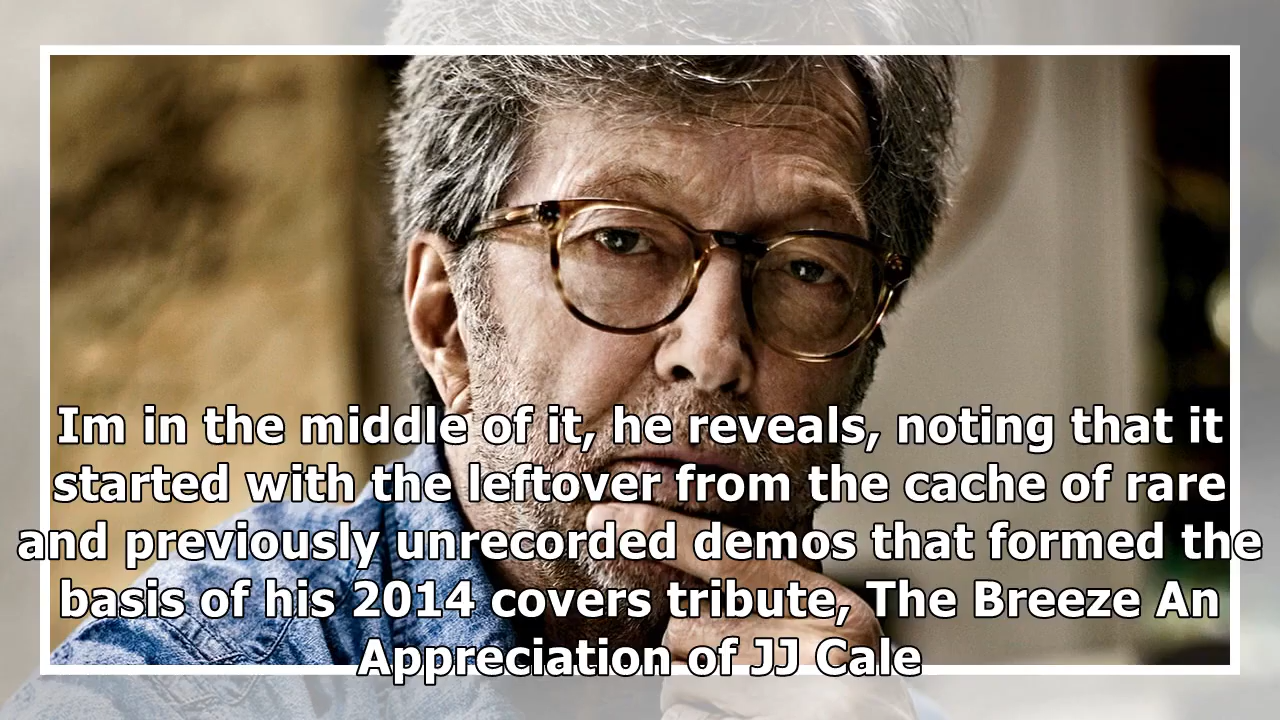 Im in the middle of it, he reveals, noting that it
started with the leftover from the cache of rare
and previously unrecorded demos that formed the
basis of his 2014 covers tribute, The Breeze An
Appreciation of JJ Cale